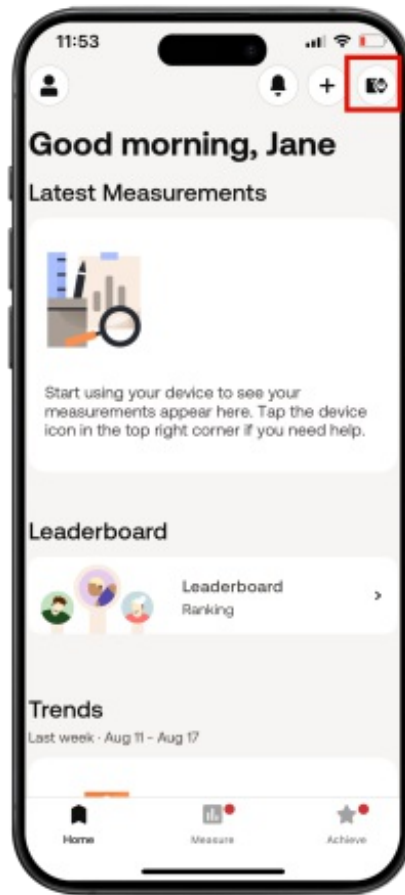 11:53
Good morning, Jane
Latest Measurements
Start using your device to see your
measurements appear here. Tap the device
icon in the top right corner if you need help.
Leaderboard
Leaderboard
Ranking
Trends
Last week · Aug 11 – Aug 17
Home
Measure
Achieve